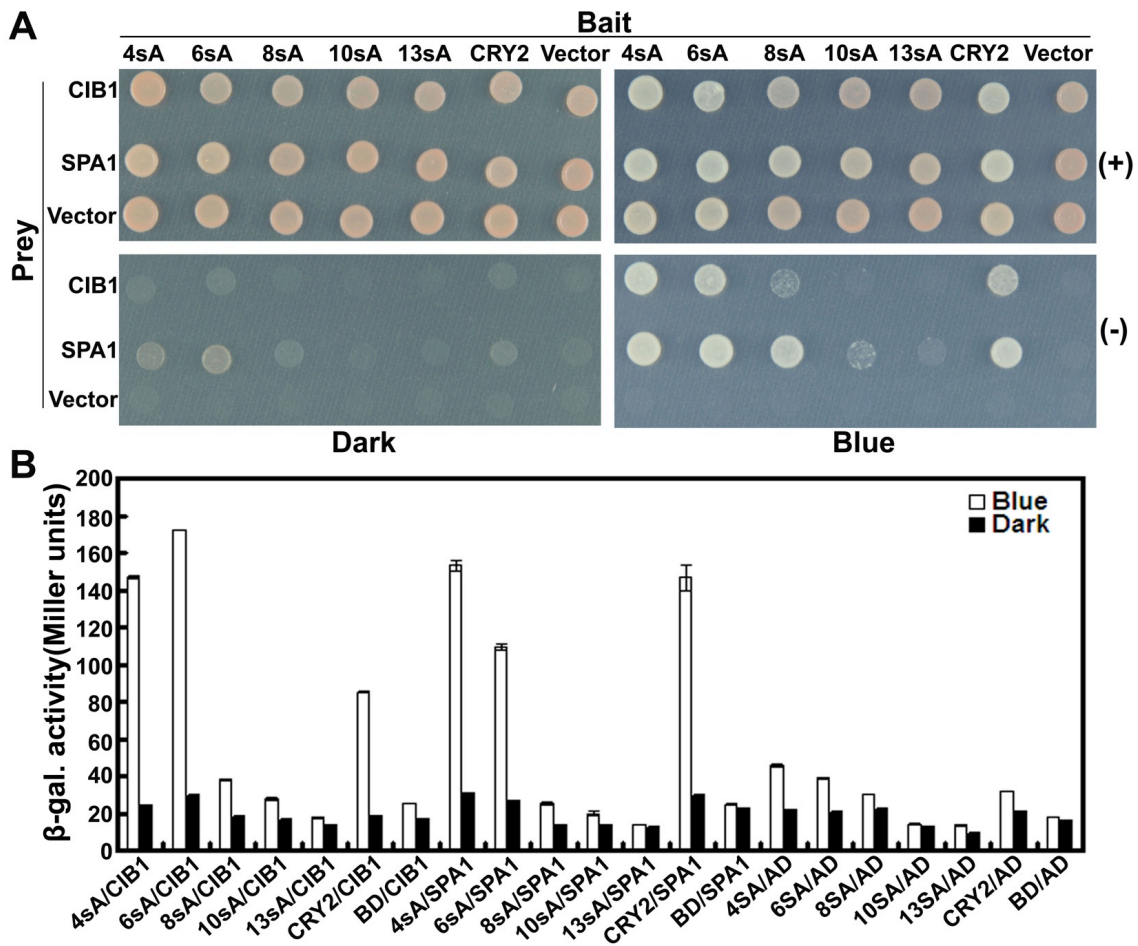 A
Bait
4sA 6sA 8sA 10sA 13sA CRY2 Vector 4sA 6sA 8sA 10sA 13sA CRY2 Vector
Prey
CIB1
SPA1
Vector
(+)
CIB1
SPA1
Vector
(-)
Dark Blue
B
β-gal. activity(Miller units)
200
180
160
140
120
100
80
60
40
20
0
Blue
Dark
4sA/CIB1
6sA/CIB1
8sA/CIB1
10sA/CIB1
13sA/CIB1
CRY2/CIB1
BD/CIB1
4sA/SPA1
6sA/SPA1
8sA/SPA1
10sA/SPA1
13sA/SPA1
CRY2/SPA1
BD/SPA1
4SA/AD
6SA/AD
8SA/AD
10SA/AD
13SA/AD
CRY2/AD
BD/AD